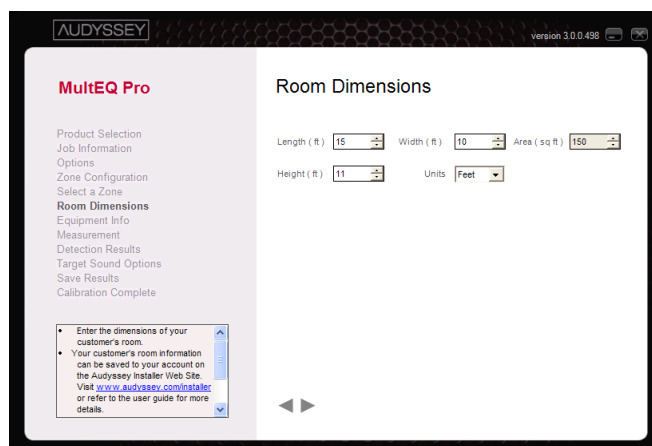 AUDYSSEY
version 3.0.0.498
MultEQ Pro
Product Selection
Job Information
Options
Zone Configuration
Select a Zone
Room Dimensions
Equipment Info
Measurement
Detection Results
Target Sound Options
Save Results
Calibration Complete
• Enter the dimensions of your
customer's room.
• Your customer's room information
can be saved to your account on
the Audyssey Installer Web Site.
Visit www.audyssey.com/installer
or refer to the user guide for more
details.
Room Dimensions
Length ( ft ) 15 Width ( ft ) 10 Area ( sq ft ) 150
Height ( ft ) 11 Units Feet